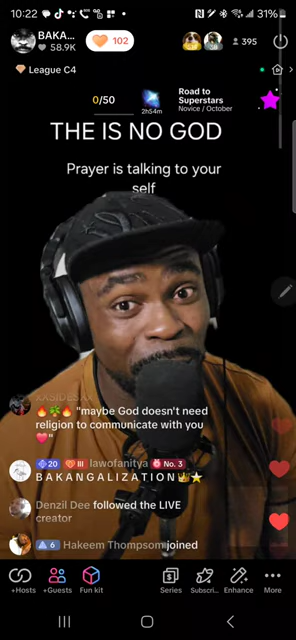 10:22
31%
BAKA...
58.9K
102
395
League C4
0/50
2h54m
Road to
Superstars
Novice / October
THE IS NO GOD
Prayer is talking to your
self
XXSIDESXX
"maybe God doesn't need
religion to communicate with you
"
20 III lawofanitya No. 3
B A K A N G A L I Z A T I O N
Denzil Dee followed the LIVE
creator
6 Hakeem Thompsom joined
+Hosts
+Guests
Fun kit
Series
Subscri...
Enhance
More